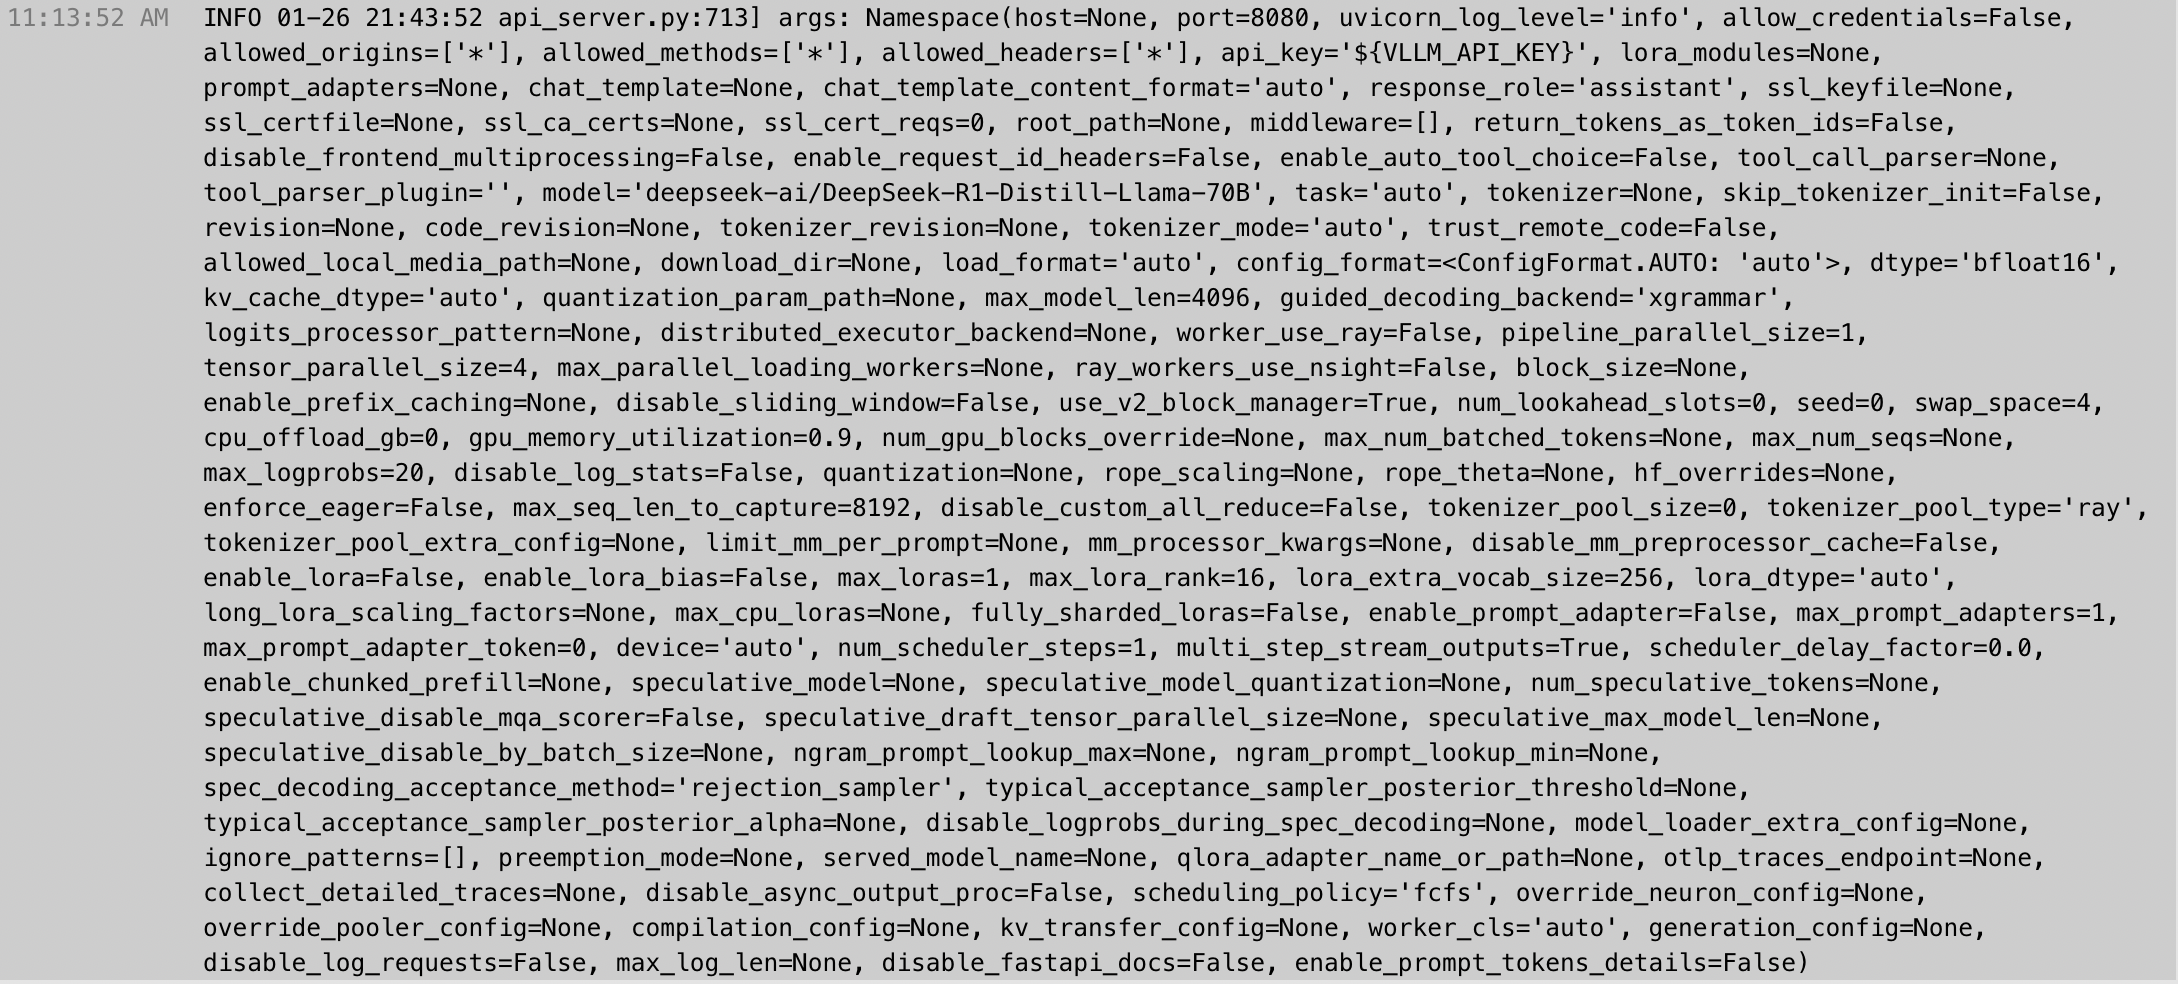 11:13:52 AM INFO 01-26 21:43:52 api_server.py:713] args: Namespace(host=None, port=8080, uvicorn_log_level='info', allow_credentials=False,
allowed_origins=['*'], allowed_methods=['*'], allowed_headers=['*'], api_key='${VLLM_API_KEY}', lora_modules=None,
prompt_adapters=None, chat_template=None, chat_template_content_format='auto', response_role='assistant', ssl_keyfile=None,
ssl_certfile=None, ssl_ca_certs=None, ssl_cert_reqs=0, root_path=None, middleware=[], return_tokens_as_token_ids=False,
disable_frontend_multiprocessing=False, enable_request_id_headers=False, enable_auto_tool_choice=False, tool_call_parser=None,
tool_parser_plugin='', model='deepseek-ai/DeepSeek-R1-Distill-Llama-70B', task='auto', tokenizer=None, skip_tokenizer_init=False,
revision=None, code_revision=None, tokenizer_revision=None, tokenizer_mode='auto', trust_remote_code=False,
allowed_local_media_path=None, download_dir=None, load_format='auto', config_format=<ConfigFormat.AUTO: 'auto'>, dtype='bfloat16',
kv_cache_dtype='auto', quantization_param_path=None, max_model_len=4096, guided_decoding_backend='xgrammar',
logits_processor_pattern=None, distributed_executor_backend=None, worker_use_ray=False, pipeline_parallel_size=1,
tensor_parallel_size=4, max_parallel_loading_workers=None, ray_workers_use_nsight=False, block_size=None,
enable_prefix_caching=None, disable_sliding_window=False, use_v2_block_manager=True, num_lookahead_slots=0, seed=0, swap_space=4,
cpu_offload_gb=0, gpu_memory_utilization=0.9, num_gpu_blocks_override=None, max_num_batched_tokens=None, max_num_seqs=None,
max_logprobs=20, disable_log_stats=False, quantization=None, rope_scaling=None, rope_theta=None, hf_overrides=None,
enforce_eager=False, max_seq_len_to_capture=8192, disable_custom_all_reduce=False, tokenizer_pool_size=0, tokenizer_pool_type='ray',
tokenizer_pool_extra_config=None, limit_mm_per_prompt=None, mm_processor_kwargs=None, disable_mm_preprocessor_cache=False,
enable_lora=False, enable_lora_bias=False, max_loras=1, max_lora_rank=16, lora_extra_vocab_size=256, lora_dtype='auto',
long_lora_scaling_factors=None, max_cpu_loras=None, fully_sharded_loras=False, enable_prompt_adapter=False, max_prompt_adapters=1,
max_prompt_adapter_token=0, device='auto', num_scheduler_steps=1, multi_step_stream_outputs=True, scheduler_delay_factor=0.0,
enable_chunked_prefill=None, speculative_model=None, speculative_model_quantization=None, num_speculative_tokens=None,
speculative_disable_mqa_scorer=False, speculative_draft_tensor_parallel_size=None, speculative_max_model_len=None,
speculative_disable_by_batch_size=None, ngram_prompt_lookup_max=None, ngram_prompt_lookup_min=None,
spec_decoding_acceptance_method='rejection_sampler', typical_acceptance_sampler_posterior_threshold=None,
typical_acceptance_sampler_posterior_alpha=None, disable_logprobs_during_spec_decoding=None, model_loader_extra_config=None,
ignore_patterns=[], preemption_mode=None, served_model_name=None, qlora_adapter_name_or_path=None, otlp_traces_endpoint=None,
collect_detailed_traces=None, disable_async_output_proc=False, scheduling_policy='fcfs', override_neuron_config=None,
override_pooler_config=None, compilation_config=None, kv_transfer_config=None, worker_cls='auto', generation_config=None,
disable_log_requests=False, max_log_len=None, disable_fastapi_docs=False, enable_prompt_tokens_details=False)